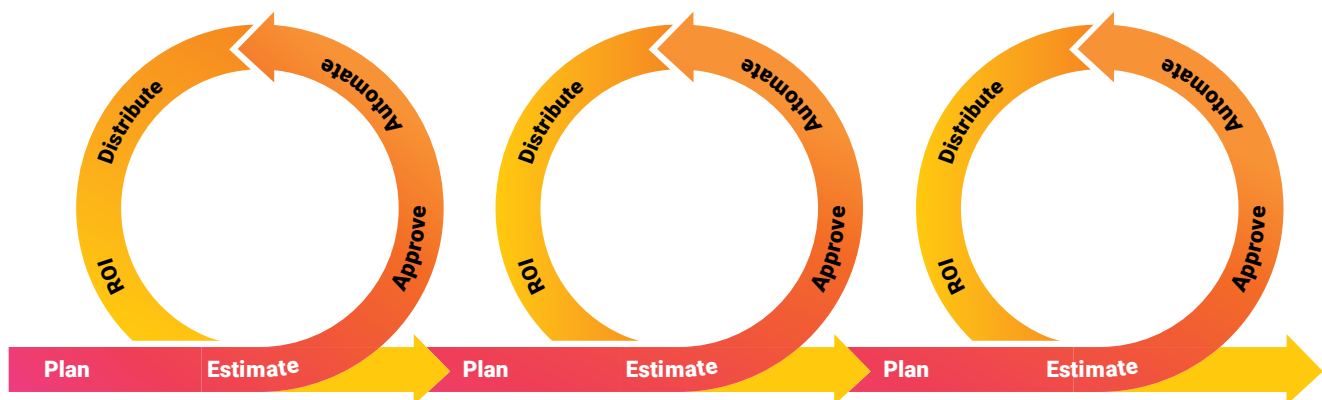 Plan
Estimate
Approve
Automate
Distribute
ROI
Plan
Estimate
Approve
Automate
Distribute
ROI
Plan
Estimate
Approve
Automate
Distribute
ROI